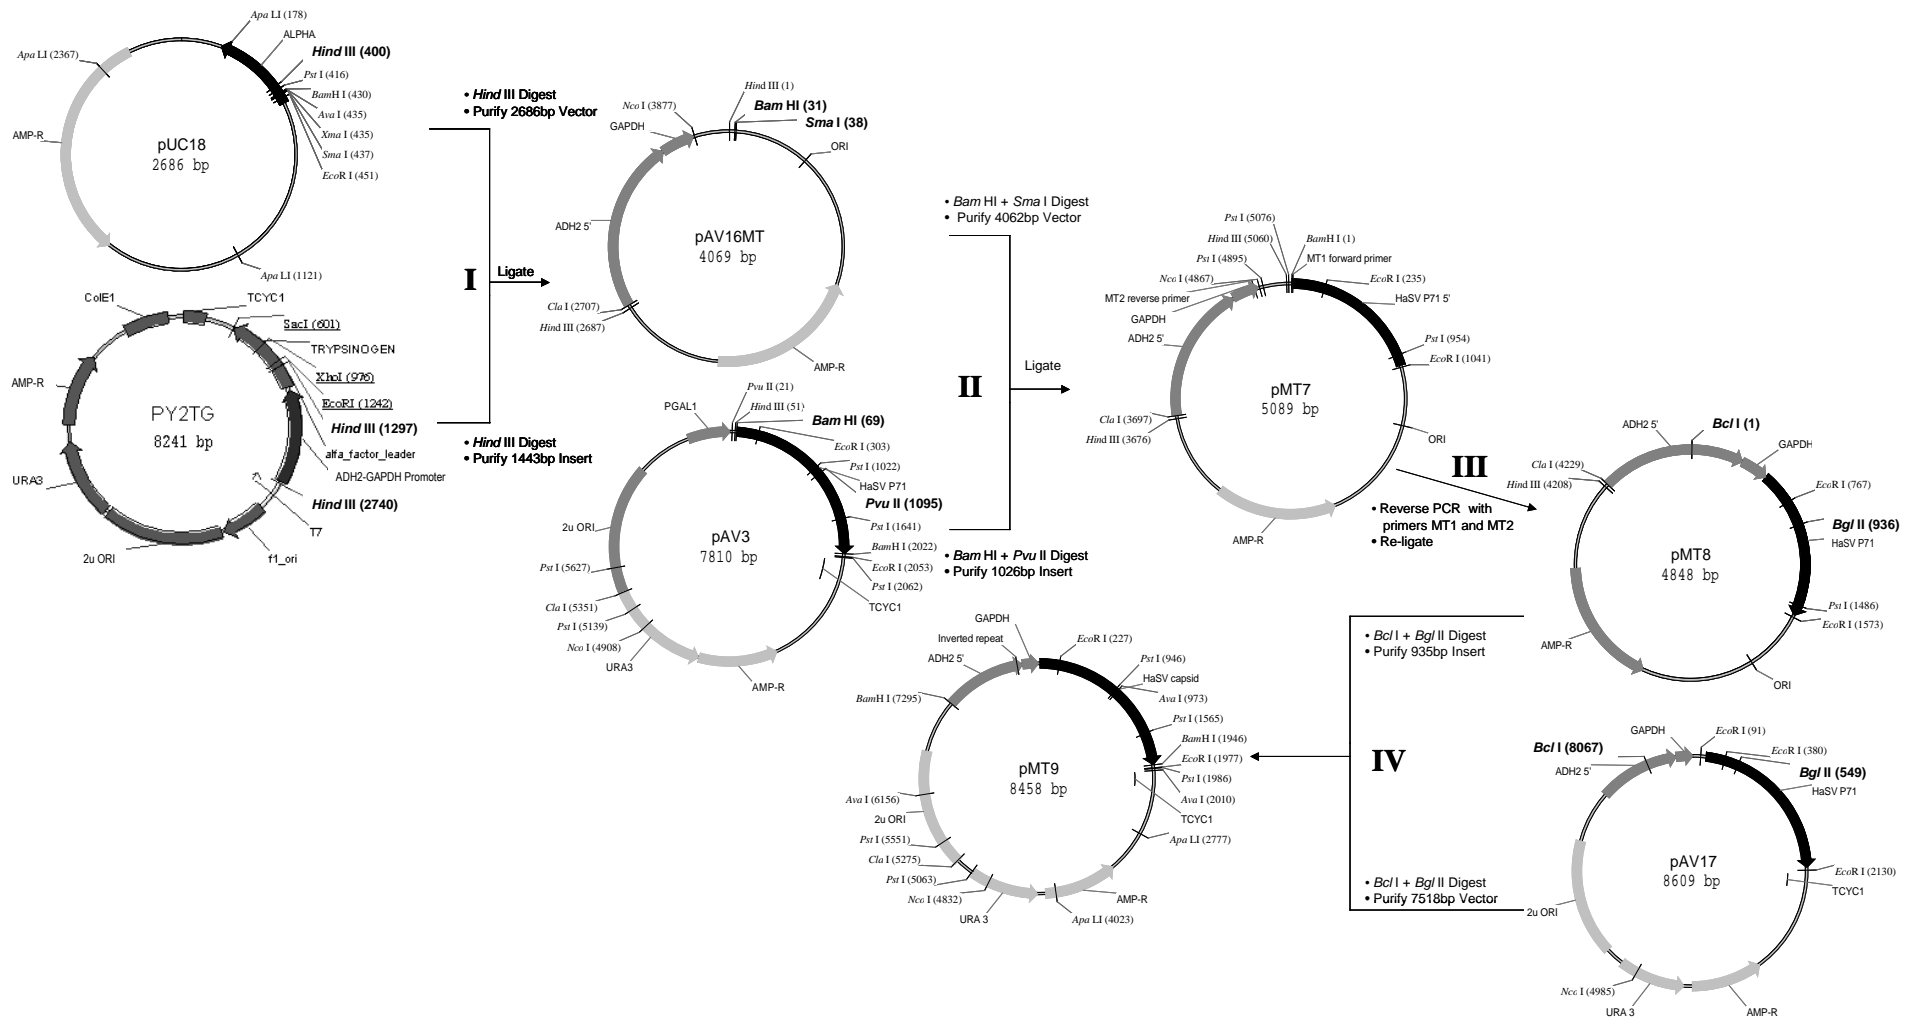 Apa LI (178)
ALPHA
Hind III (400)
Apa LI (2367)
Pst I (416)
BamH I (430)
Ava I (435)
Xma I (435)
Sma I (437)
EcoR I (451)
AMP-R
pUC18
2686 bp
Apa LI (1121)
ColE1
TCYC1
SacI (601)
TRYPSINOGEN
XhoI (976)
EcoRI (1242)
Hind III (1297)
alfa_factor_leader
ADH2-GAPDH Promoter
Hind III (2740)
T7
f1_ori
2u ORI
URA3
AMP-R
PY2TG
8241 bp
• Hind III Digest
• Purify 2686bp Vector
I
Ligate
• Hind III Digest
• Purify 1443bp Insert
Hind III (1)
Nco I (3877)
Bam HI (31)
GAPDH
Sma I (38)
ORI
ADH2 5'
pAV16MT
4069 bp
Cla I (2707)
Hind III (2687)
AMP-R
Pvu II (21)
PGAL1
Hind III (51)
Bam HI (69)
EcoR I (303)
Pst I (1022)
HaSV P71
Pvu II (1095)
Pst I (1641)
BamH I (2022)
EcoR I (2053)
Pst I (2062)
TCYC1
2u ORI
pAV3
7810 bp
Pst I (5627)
Cla I (5351)
Pst I (5139)
Nco I (4908)
URA3
AMP-R
• Bam HI + Sma I Digest
• Purify 4062bp Vector
II
Ligate
• Bam HI + Pvu II Digest
• Purify 1026bp Insert
Pst I (5076)
Hind III (5060)
BamH I (1)
Pst I (4895)
MT1 forward primer
Nco I (4867)
EcoR I (235)
MT2 reverse primer
HaSV P71 5'
GAPDH
ADH2 5'
Pst I (954)
EcoR I (1041)
pMT7
5089 bp
Cla I (3697)
Hind III (3676)
ORI
AMP-R
III
• Reverse PCR with
primers MT1 and MT2
• Re-ligate
ADH2 5'
Bcl I (1)
GAPDH
Cla I (4229)
Hind III (4208)
EcoR I (767)
Bgl II (936)
HaSV P71
pMT8
4848 bp
Pst I (1486)
EcoR I (1573)
AMP-R
ORI
• Bcl I + Bgl II Digest
• Purify 935bp Insert
IV
• Bcl I + Bgl II Digest
• Purify 7518bp Vector
GAPDH
EcoR I (91)
Bcl I (8067)
EcoR I (380)
ADH2 5'
Bgl II (549)
HaSV P71
pAV17
8609 bp
EcoR I (2130)
TCYC1
2u ORI
Nco I (4985)
URA 3
AMP-R
GAPDH
Inverted repeat
EcoR I (227)
ADH2 5'
Pst I (946)
HaSV capsid
BamH I (7295)
Ava I (973)
Pst I (1565)
BamH I (1946)
EcoR I (1977)
pMT9
8458 bp
Pst I (1986)
Ava I (6156)
Ava I (2010)
2u ORI
TCYC1
Pst I (5551)
Apa LI (2777)
Cla I (5275)
Pst I (5063)
Nco I (4832)
AMP-R
URA 3
Apa LI (4023)